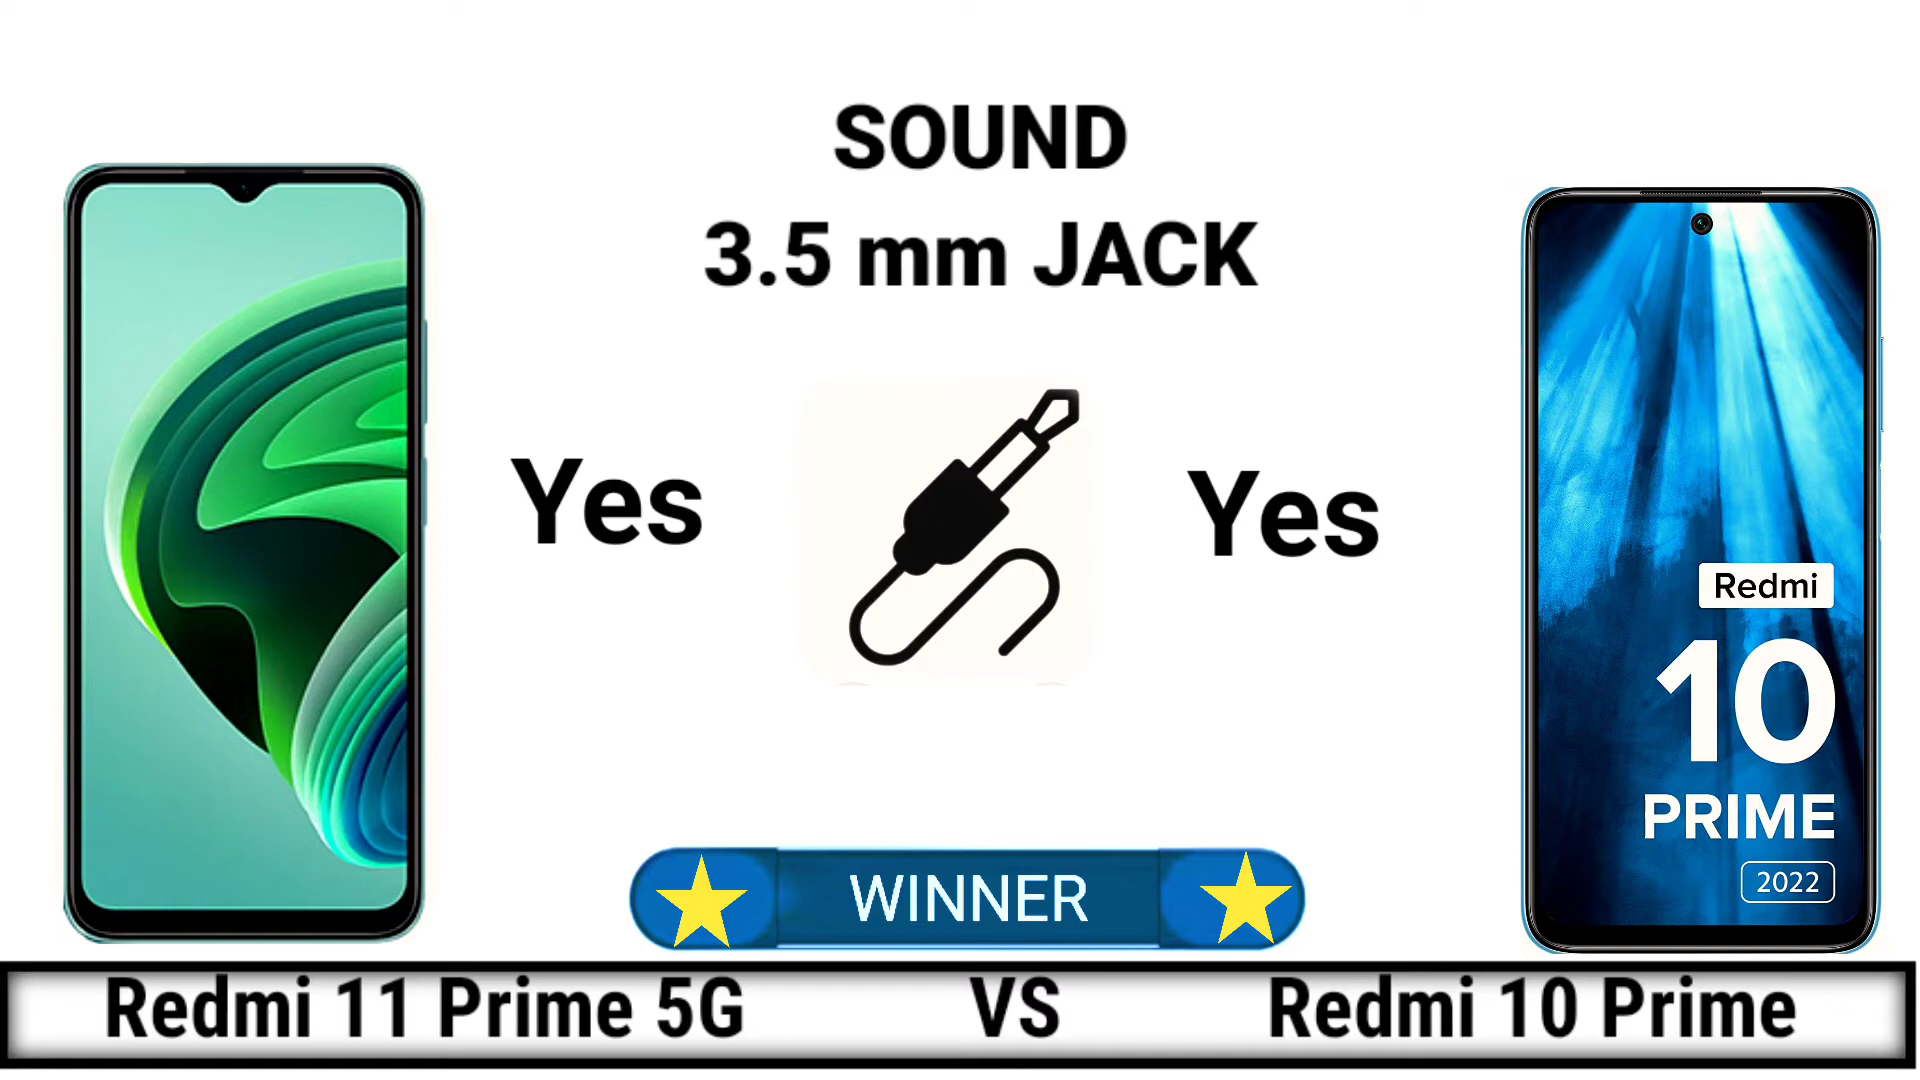 SOUND
3.5 mm JACK
Yes
Yes
Redmi
10
PRIME
2022
WINNER
Redmi 11 Prime 5G VS Redmi 10 Prime